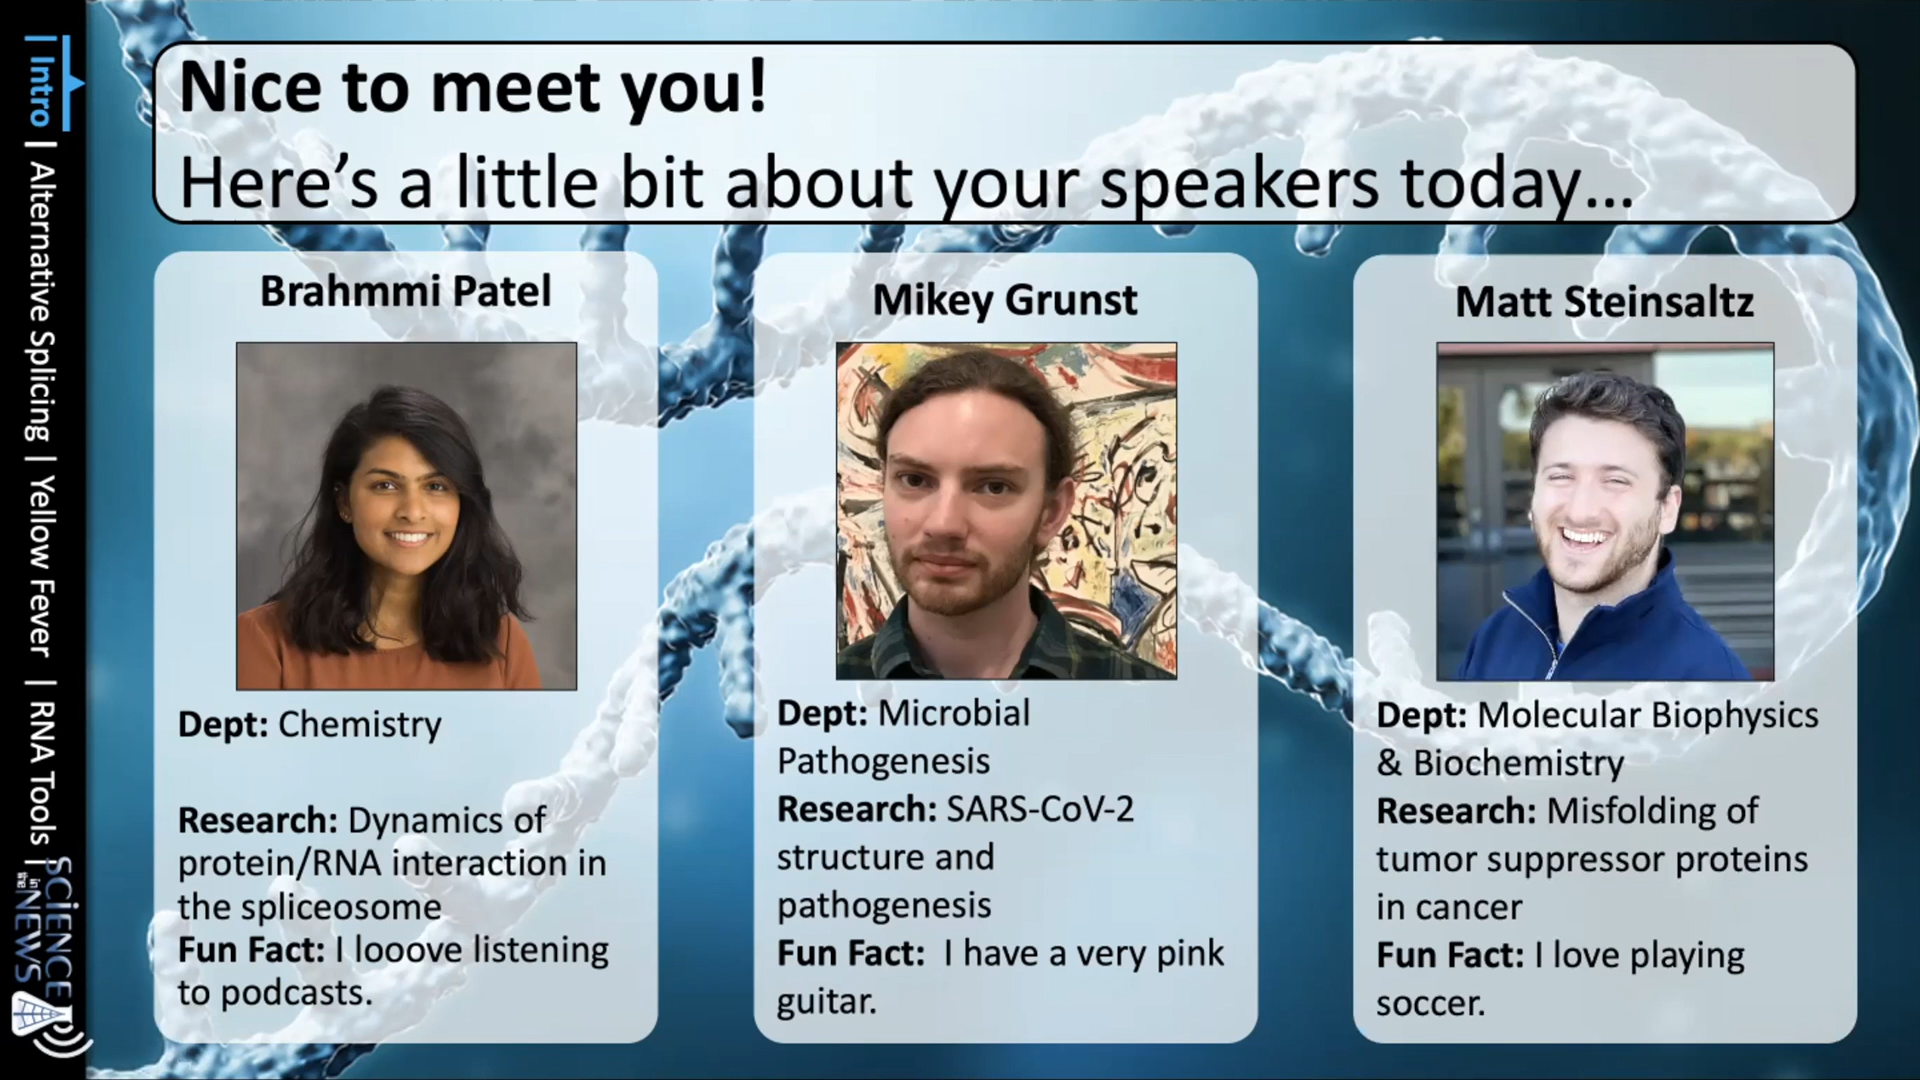 Nice to meet you!
Here's a little bit about your speakers today...
Brahmmi Patel
Dept: Chemistry
Research: Dynamics of
protein/RNA interaction in
the spliceosome
Fun Fact: I looove listening
to podcasts.
Mikey Grunst
Dept: Microbial
Pathogenesis
Research: SARS-CoV-2
structure and
pathogenesis
Fun Fact: I have a very pink
guitar.
Matt Steinsaltz
Dept: Molecular Biophysics
& Biochemistry
Research: Misfolding of
tumor suppressor proteins
in cancer
Fun Fact: I love playing
soccer.
| Intro | Alternative Splicing | Yellow Fever | RNA Tools |
SCIENCE
in the NEWS